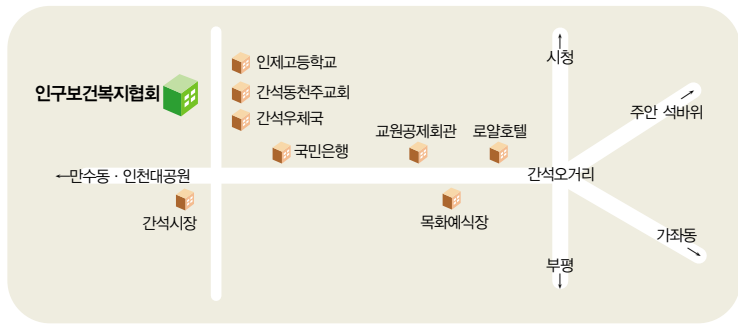 인제고등학교
시청
인구보건복지협회
간석동천주교회
주안 석바위
간석우체국
교원공제회관
로얄호텔
국민은행
←만수동 · 인천대공원
간석오거리
간석시장
목화예식장
가좌동
부평